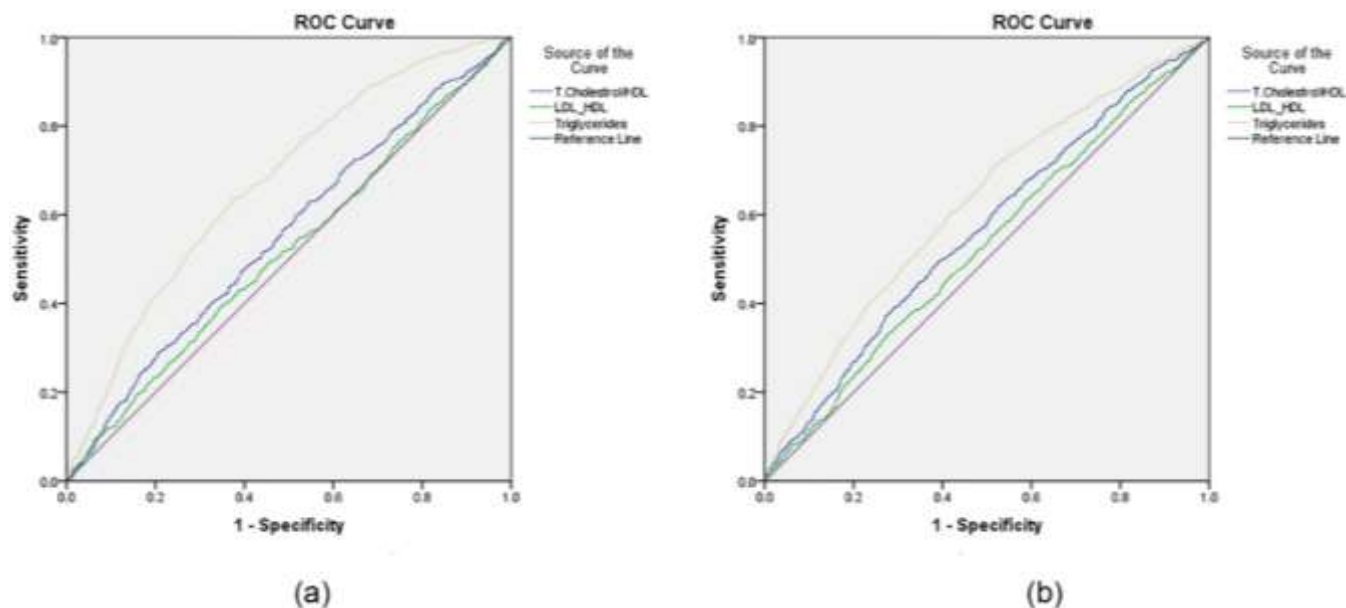 ROC Curve
Source of the
Curve
T.Cholestrol/HDL
LDL_HDL
Triglycerides
Reference Line
1.0
0.8
0.6
0.4
0.2
0.0
Sensitivity
0.0 0.2 0.4 0.6 0.8 1.0
1 - Specificity
(a)
ROC Curve
Source of the
Curve
T.Cholestrol/HDL
LDL_HDL
Triglycerides
Reference Line
1.0
0.8
0.6
0.4
0.2
0.0
Sensitivity
0.0 0.2 0.4 0.6 0.8 1.0
1 - Specificity
(b)